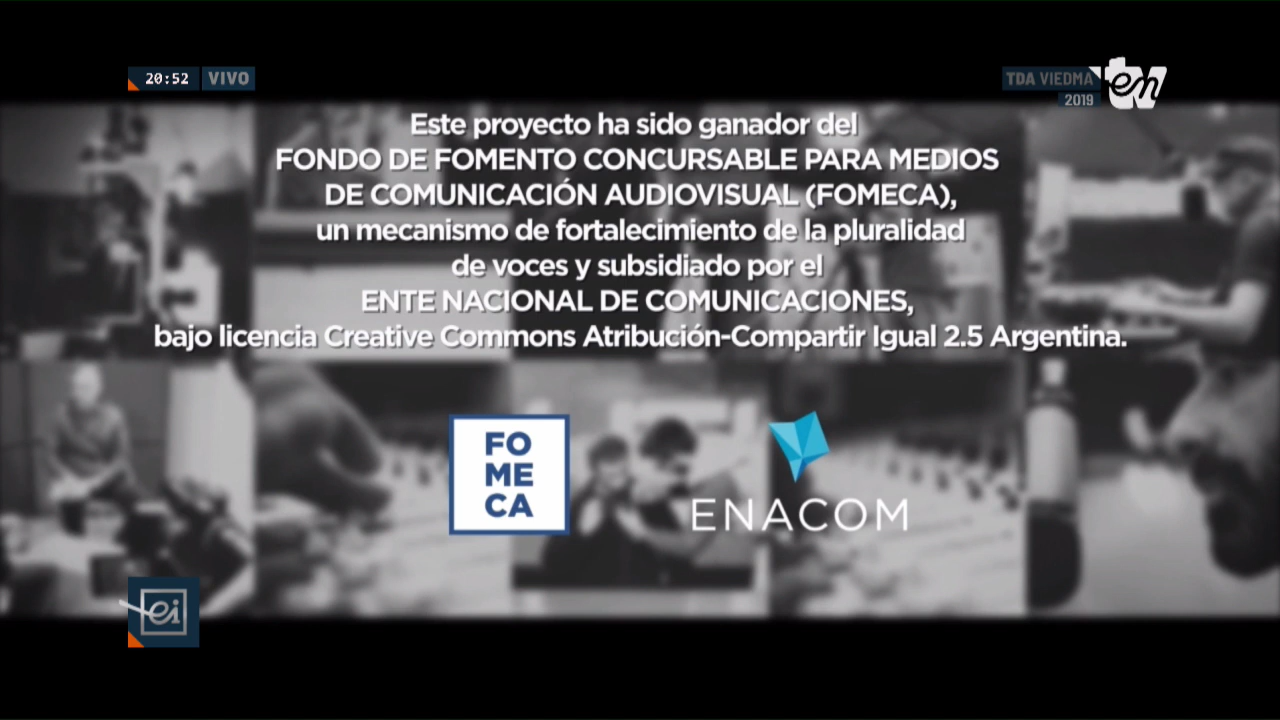 20:52 VIVO
TDA VIEDMA
2019
en
tv
Este proyecto ha sido ganador del
FONDO DE FOMENTO CONCURSABLE PARA MEDIOS
DE COMUNICACIÓN AUDIOVISUAL (FOMECA),
un mecanismo de fortalecimiento de la pluralidad
de voces y subsidiado por el
ENTE NACIONAL DE COMUNICACIONES,
bajo licencia Creative Commons Atribución-Compartir Igual 2.5 Argentina.
FO
ME
CA
ENACOM
ei